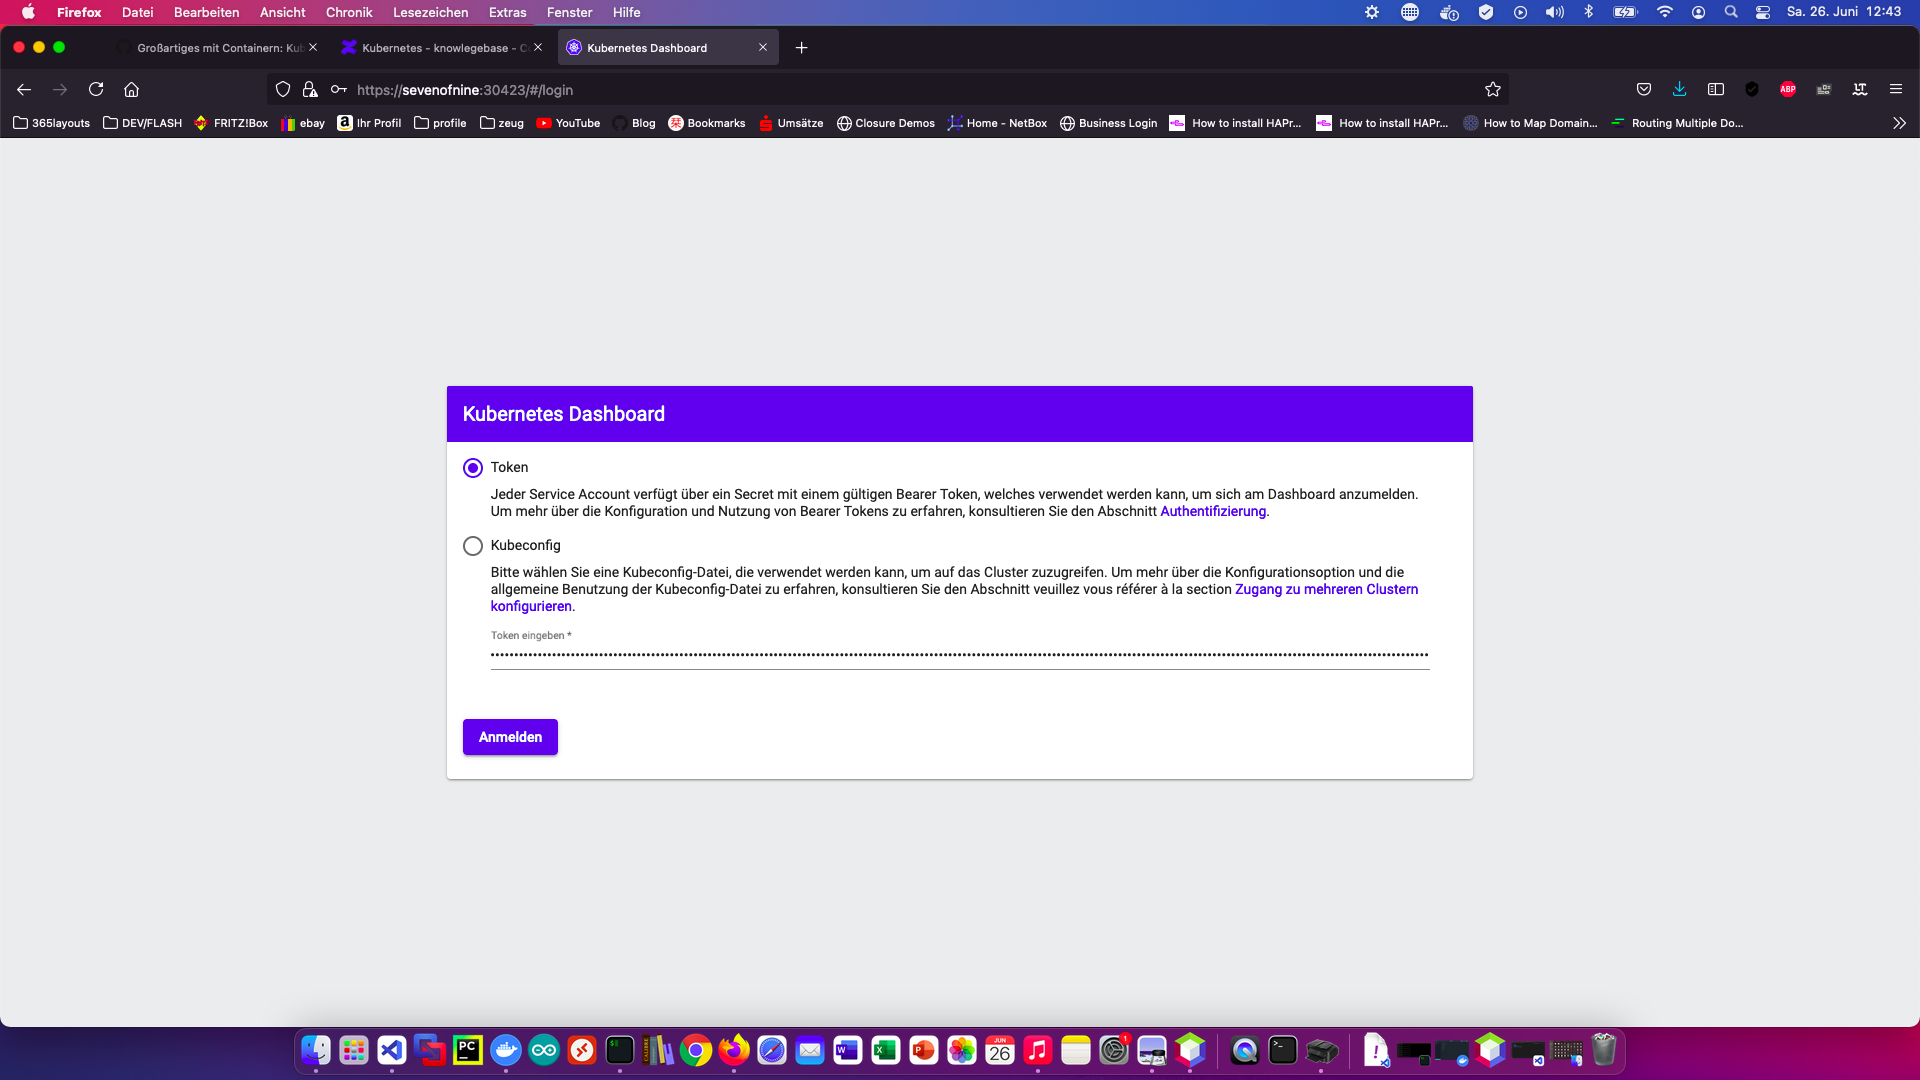 Firefox Datei Bearbeiten Ansicht Chronik Lesezeichen Extras Fenster Hilfe Sa. 26. Juni 12:43
Großartiges mit Containern: Kub Kubernetes - knowlegebase - C Kubernetes Dashboard
https://sevenofnine:30423/#/login ABP
365layouts DEV/FLASH FRITZ!Box ebay Ihr Profil profile zeug YouTube Blog Bookmarks Umsätze Closure Demos Home - NetBox Business Login How to install HAPr... How to install HAPr... How to Map Domain... Routing Multiple Do...
Kubernetes Dashboard
Token
Jeder Service Account verfügt über ein Secret mit einem gültigen Bearer Token, welches verwendet werden kann, um sich am Dashboard anzumelden.
Um mehr über die Konfiguration und Nutzung von Bearer Tokens zu erfahren, konsultieren Sie den Abschnitt Authentifizierung.
Kubeconfig
Bitte wählen Sie eine Kubeconfig-Datei, die verwendet werden kann, um auf das Cluster zuzugreifen. Um mehr über die Konfigurationsoption und die
allgemeine Benutzung der Kubeconfig-Datei zu erfahren, konsultieren Sie den Abschnitt veuillez vous référer à la section Zugang zu mehreren Clustern
konfigurieren.
Token eingeben *
Anmelden
PC CALIBRE W X P JUN 26 1